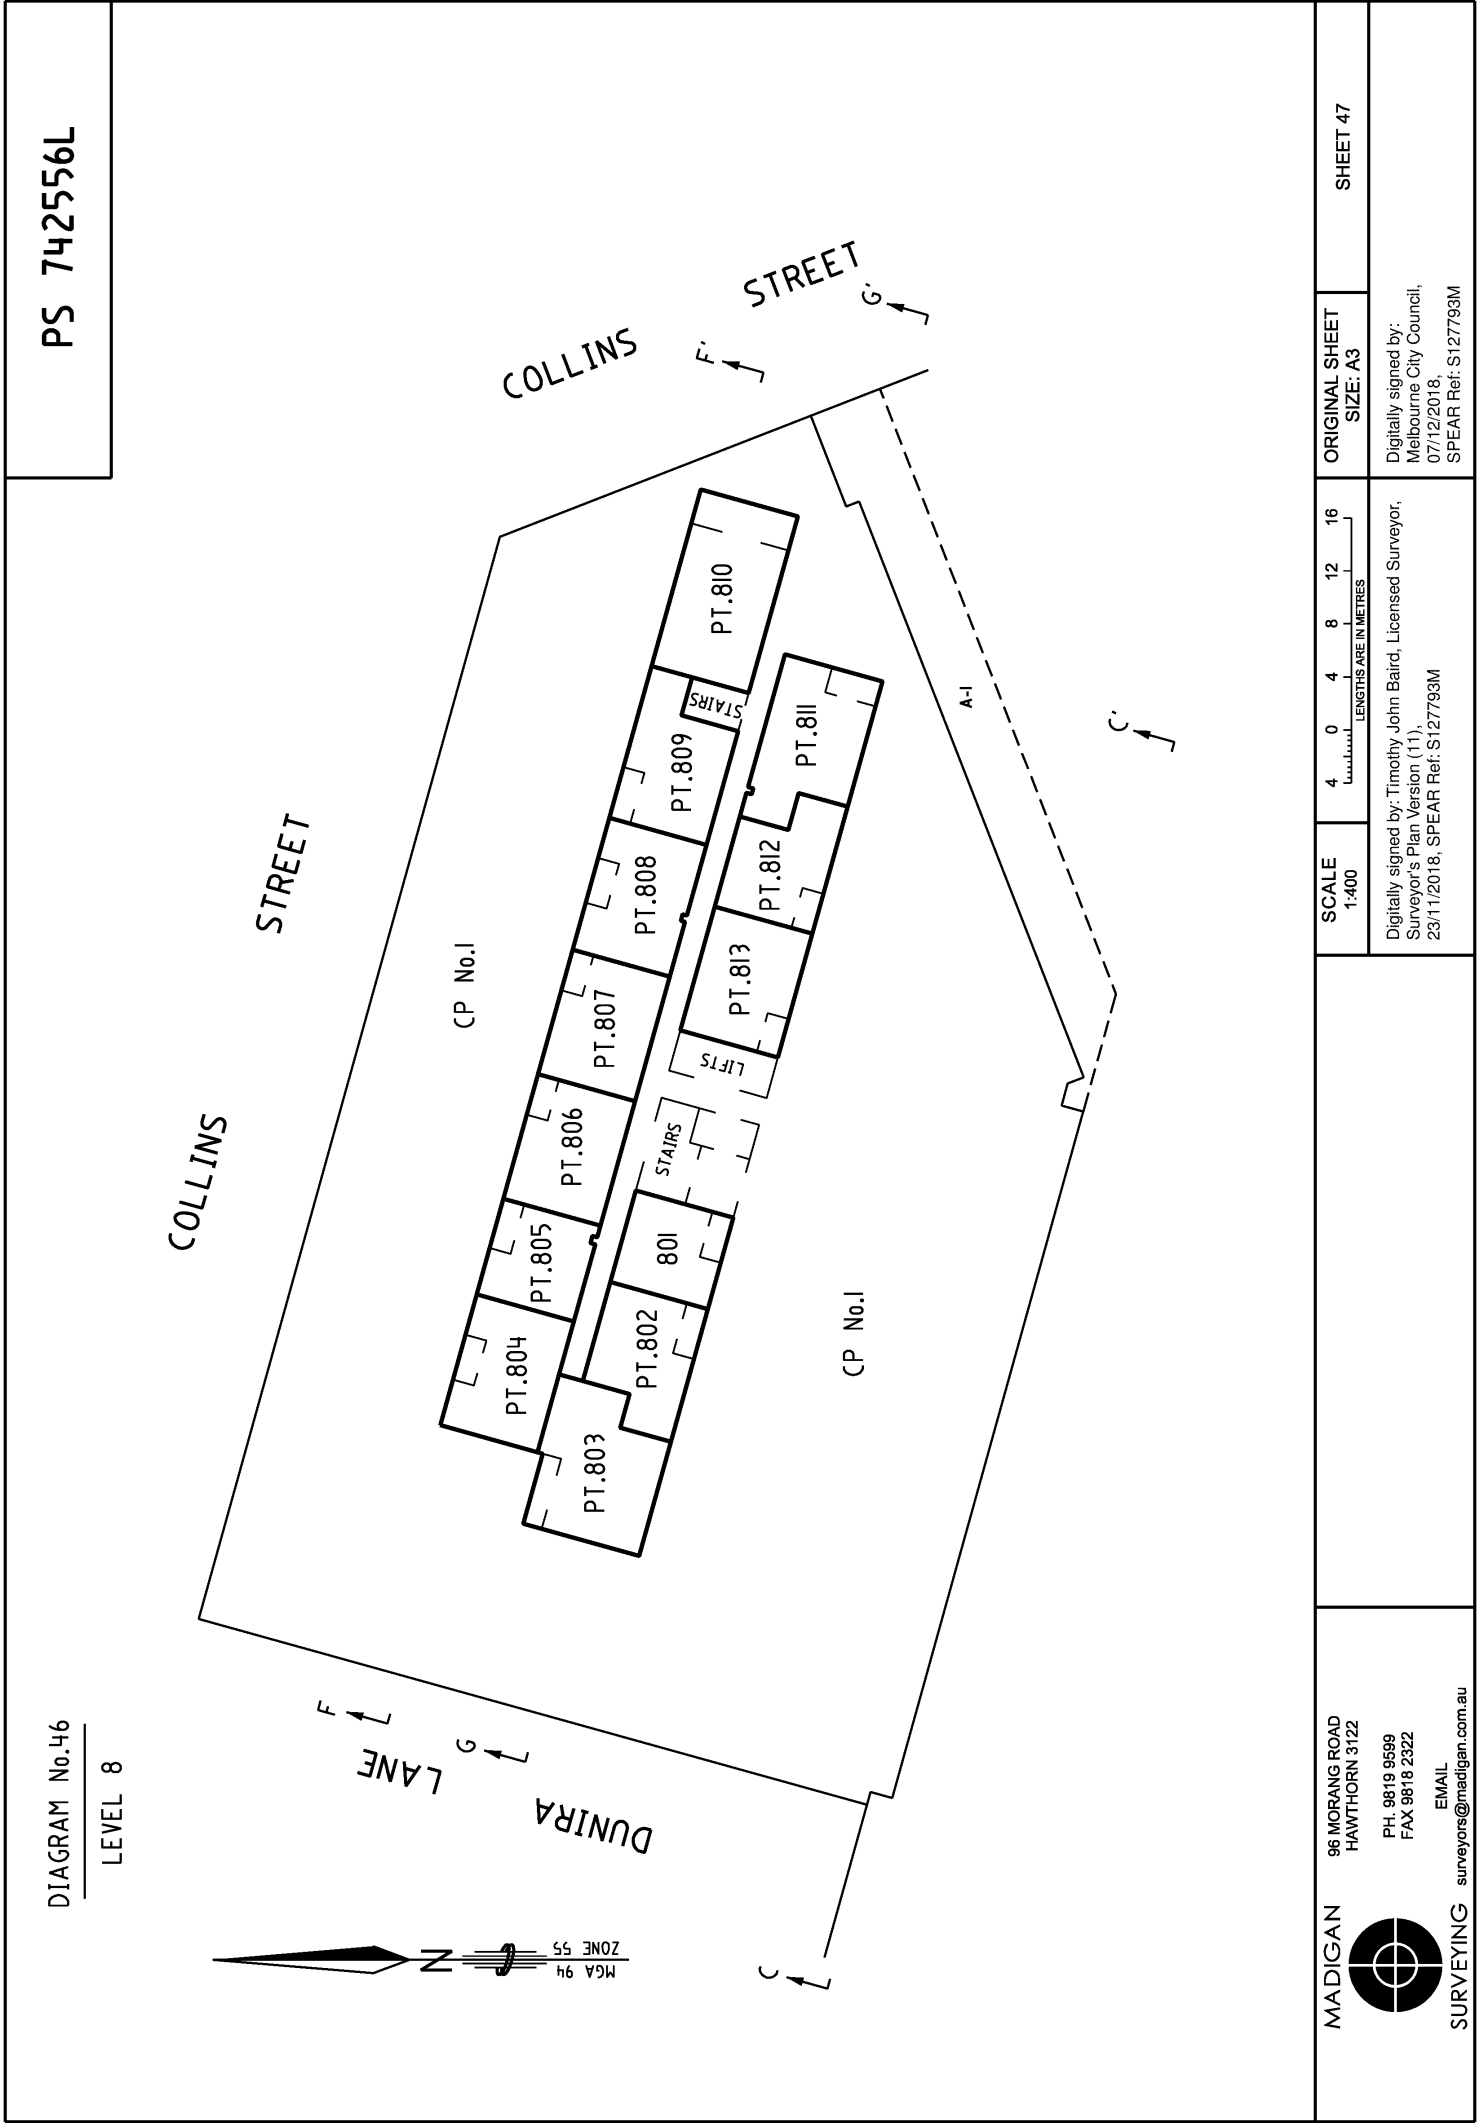 PS 742556L
DIAGRAM No.46
LEVEL 8
COLLINS STREET
COLLINS STREET
DUNIRA LANE
F
G
C
F'
G'
C'
MGA 94
ZONE 55
N
CP No.1
CP No.1
A-1
PT.804
PT.805
PT.806
PT.807
PT.808
PT.809
STAIRS
PT.810
PT.803
PT.802
801
STAIRS
LIFTS
PT.813
PT.812
PT.811
MADIGAN
SURVEYING
96 MORANG ROAD
HAWTHORN 3122
PH. 9819 9599
FAX 9818 2322
EMAIL
surveyors@madigan.com.au
SCALE
1:400
4 0 4 8 12 16
LENGTHS ARE IN METRES
ORIGINAL SHEET
SIZE: A3
SHEET 47
Digitally signed by: Timothy John Baird, Licensed Surveyor,
Surveyor's Plan Version (11),
23/11/2018, SPEAR Ref: S127793M
Digitally signed by:
Melbourne City Council,
07/12/2018,
SPEAR Ref: S127793M